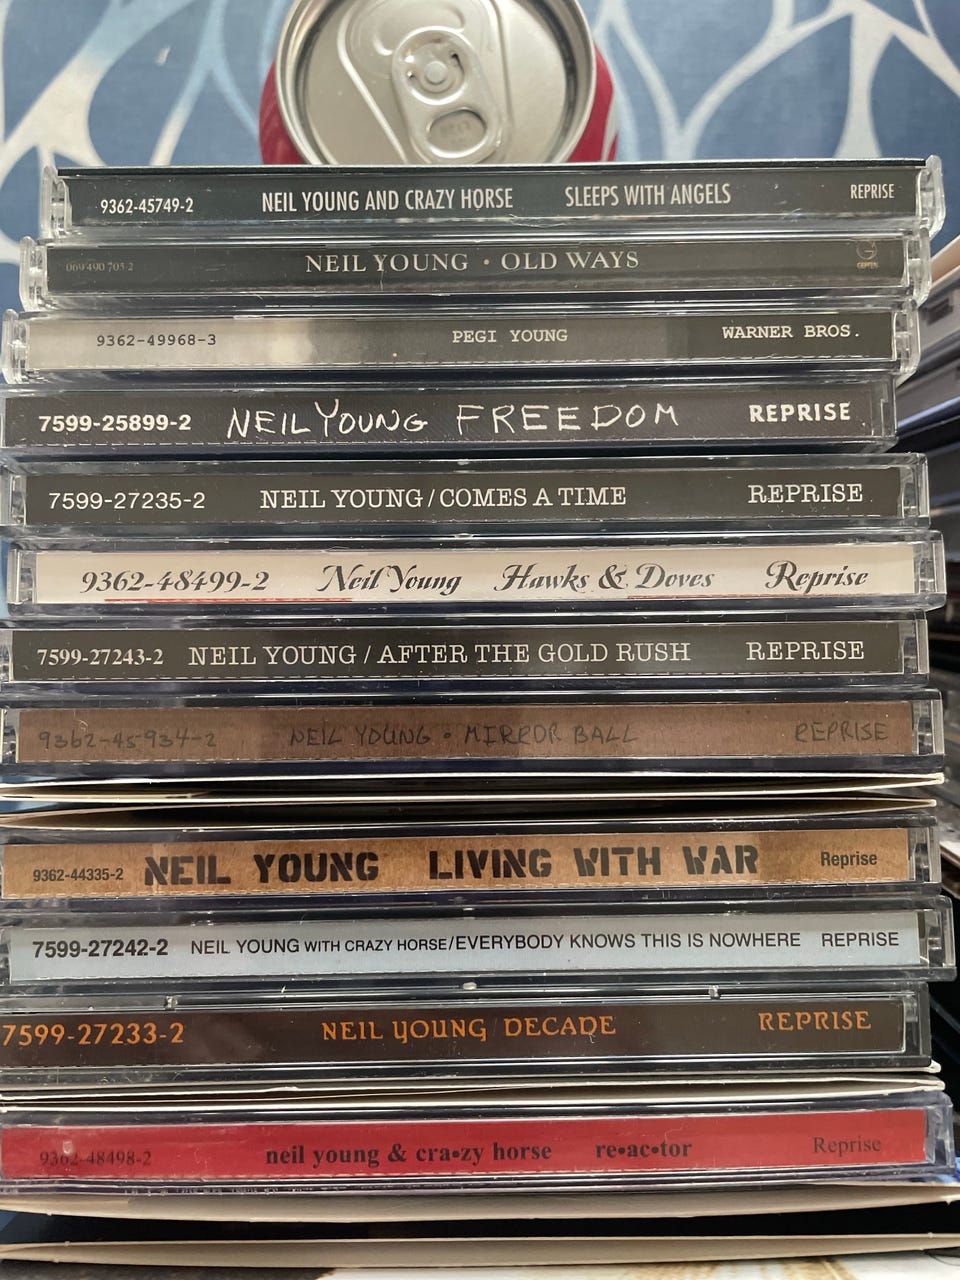 9362-45749-2 NEIL YOUNG AND CRAZY HORSE SLEEPS WITH ANGELS REPRISE
069 490 705 2 NEIL YOUNG • OLD WAYS GEFFEN
9362-49968-3 PEGI YOUNG WARNER BROS.
7599-25899-2 NEIL YOUNG FREEDOM REPRISE
7599-27235-2 NEIL YOUNG / COMES A TIME REPRISE
9362-48499-2 Neil Young Hawks & Doves Reprise
7599-27243-2 NEIL YOUNG / AFTER THE GOLD RUSH REPRISE
9362-45934-2 NEIL YOUNG • MIRROR BALL REPRISE
9362-44335-2 NEIL YOUNG LIVING WITH WAR Reprise
7599-27242-2 NEIL YOUNG WITH CRAZY HORSE/EVERYBODY KNOWS THIS IS NOWHERE REPRISE
7599-27233-2 NEIL YOUNG DECADE REPRISE
9362-48498-2 neil young & cra•zy horse re•ac•tor Reprise